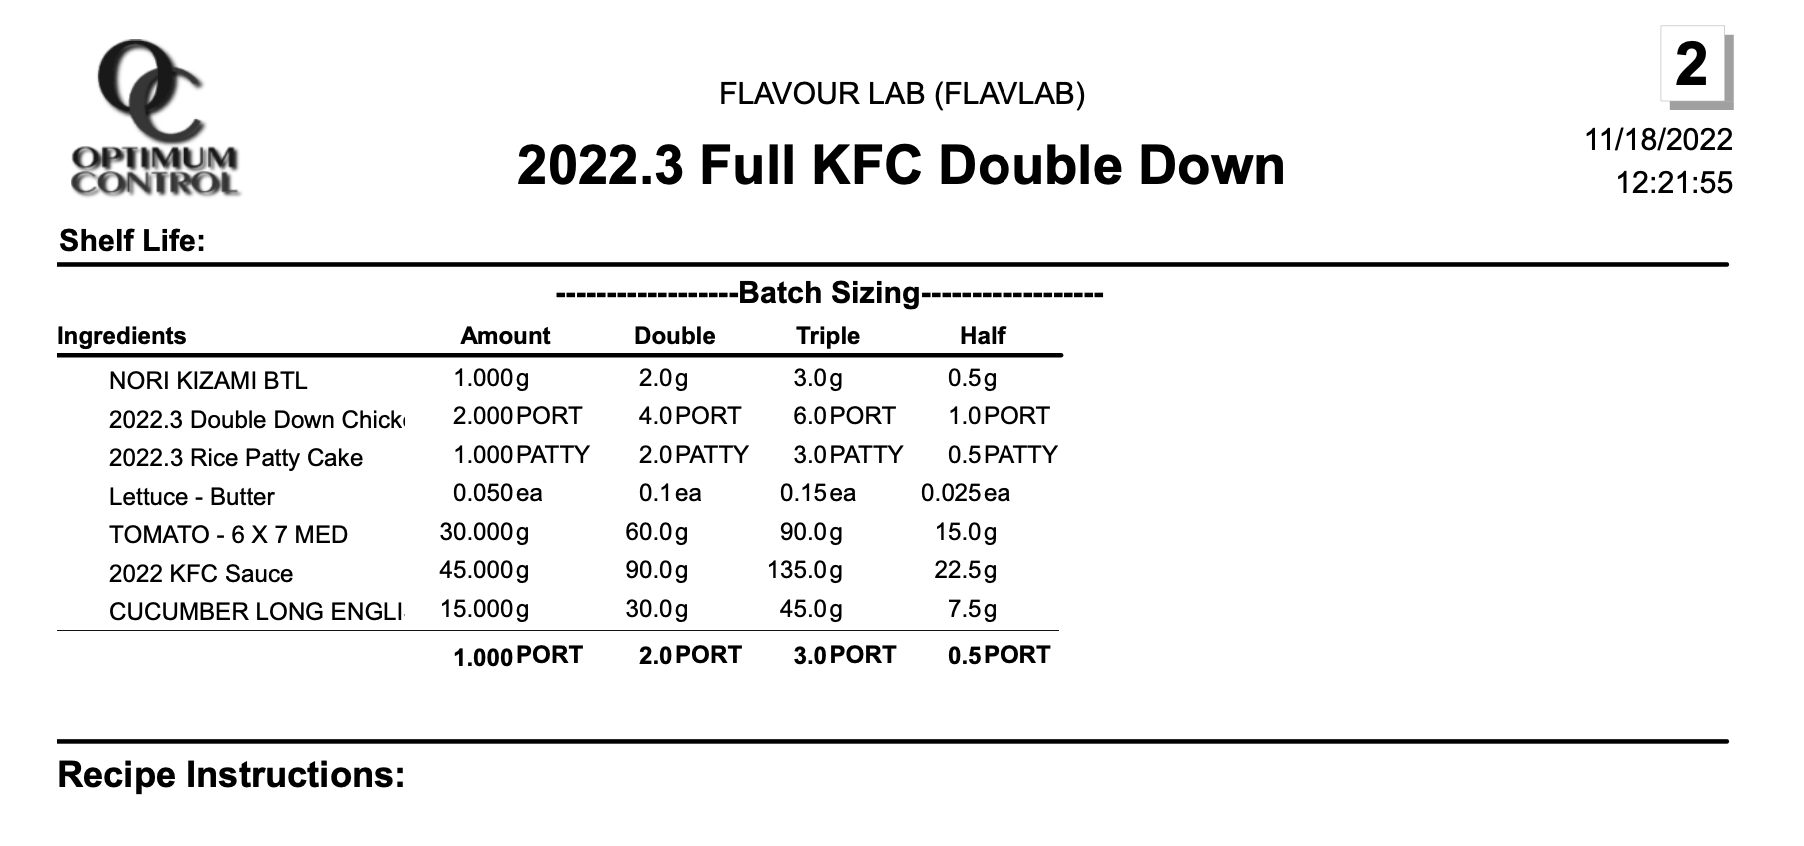 OC
OPTIMUM
CONTROL
2
FLAVOUR LAB (FLAVLAB)
11/18/2022
2022.3 Full KFC Double Down
12:21:55
Shelf Life:
------------------Batch Sizing------------------
Ingredients Amount Double Triple Half
NORI KIZAMI BTL 1.000 g 2.0 g 3.0 g 0.5 g
2022.3 Double Down Chick 2.000 PORT 4.0 PORT 6.0 PORT 1.0 PORT
2022.3 Rice Patty Cake 1.000 PATTY 2.0 PATTY 3.0 PATTY 0.5 PATTY
Lettuce - Butter 0.050 ea 0.1 ea 0.15 ea 0.025 ea
TOMATO - 6 X 7 MED 30.000 g 60.0 g 90.0 g 15.0 g
2022 KFC Sauce 45.000 g 90.0 g 135.0 g 22.5 g
CUCUMBER LONG ENGLI 15.000 g 30.0 g 45.0 g 7.5 g
1.000 PORT 2.0 PORT 3.0 PORT 0.5 PORT
Recipe Instructions: